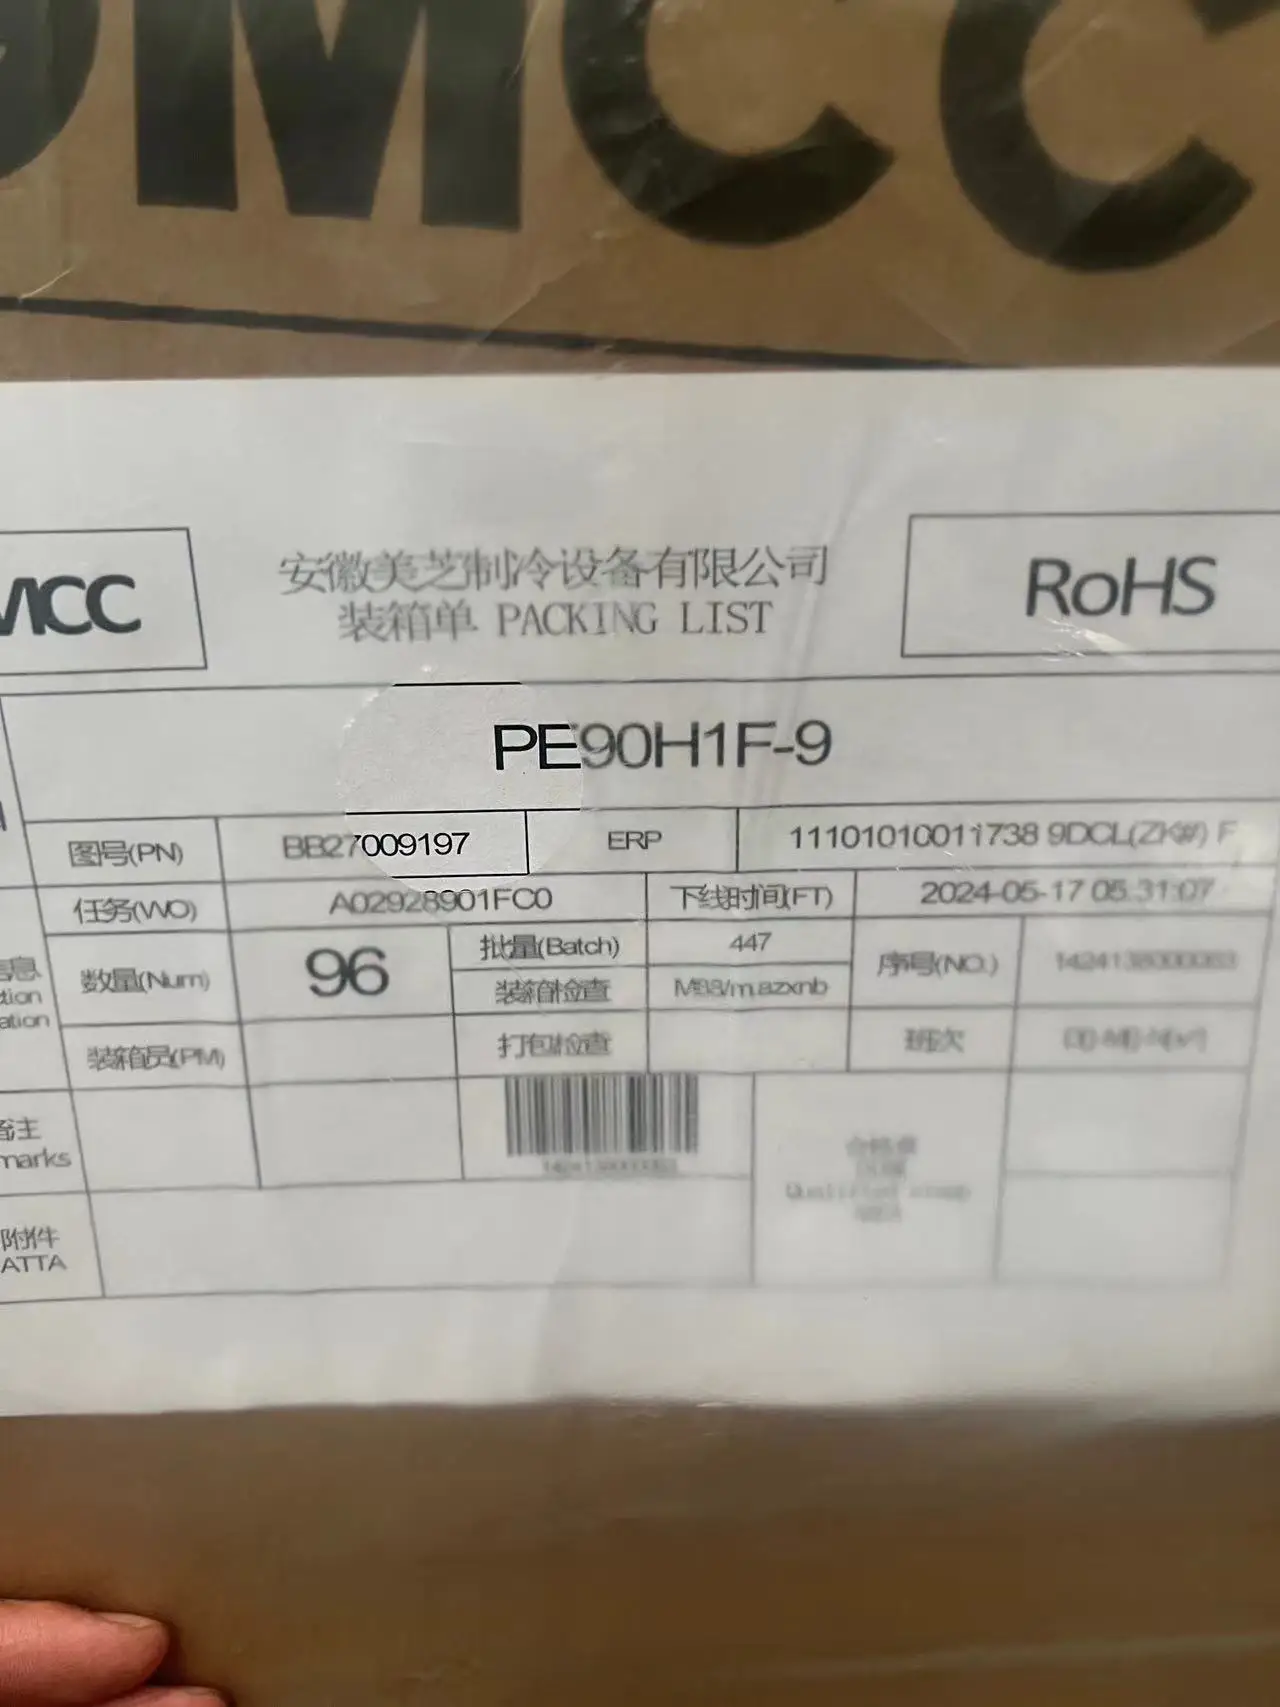 MCC
MCC
安徽美芝制冷设备有限公司
装箱单 PACKING LIST
RoHS
PE90H1F-9
图号(PN) BB27009197 ERP 11101010011738 9DCL(ZK#) F
任务(WO) A02928901FC0 下线时间(FT) 2024-05-17 05:31:07
数量(Num) 96 批量(Batch) 447 序号(NO.)
装箱检查
装箱员(PM) 打包检查 班次
备主
marks
附件
ATTA